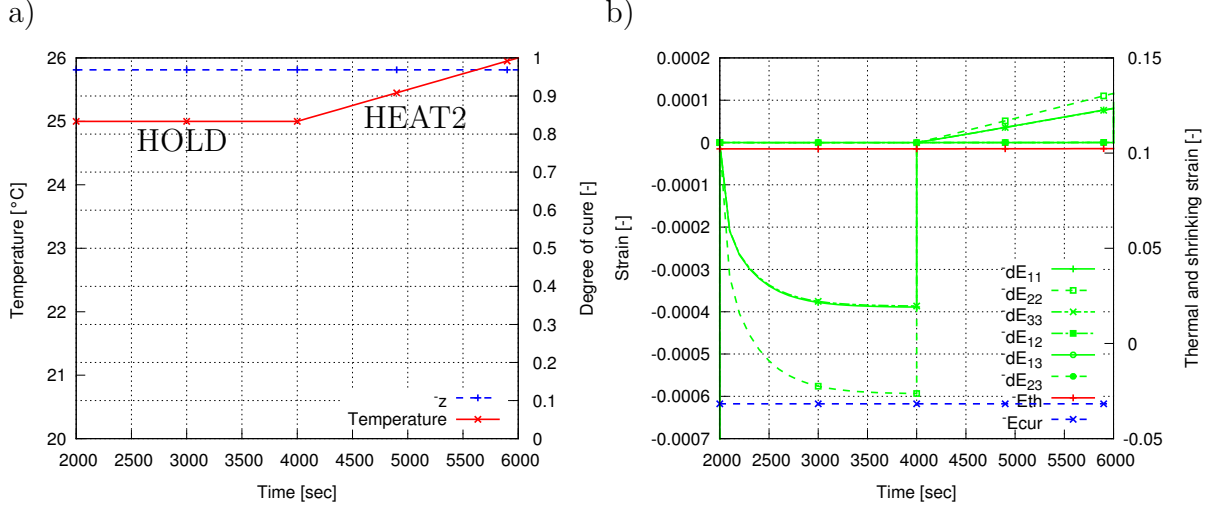 a)
26
25
24
23
22
21
20
2000 2500 3000 3500 4000 4500 5000 5500 6000
1
0.9
0.8
0.7
0.6
0.5
0.4
0.3
0.2
0.1
0
Temperature [°C]
Degree of cure [-]
Time [sec]
HOLD
HEAT2
-z
Temperature
b)
0.0002
0.0001
0
-0.0001
-0.0002
-0.0003
-0.0004
-0.0005
-0.0006
-0.0007
2000 2500 3000 3500 4000 4500 5000 5500 6000
0.15
0.1
0.05
0
-0.05
Strain [-]
Thermal and shrinking strain [-]
Time [sec]
-dE11
-dE22
-dE33
-dE12
-dE13
-dE23
-Eth
-Ecur